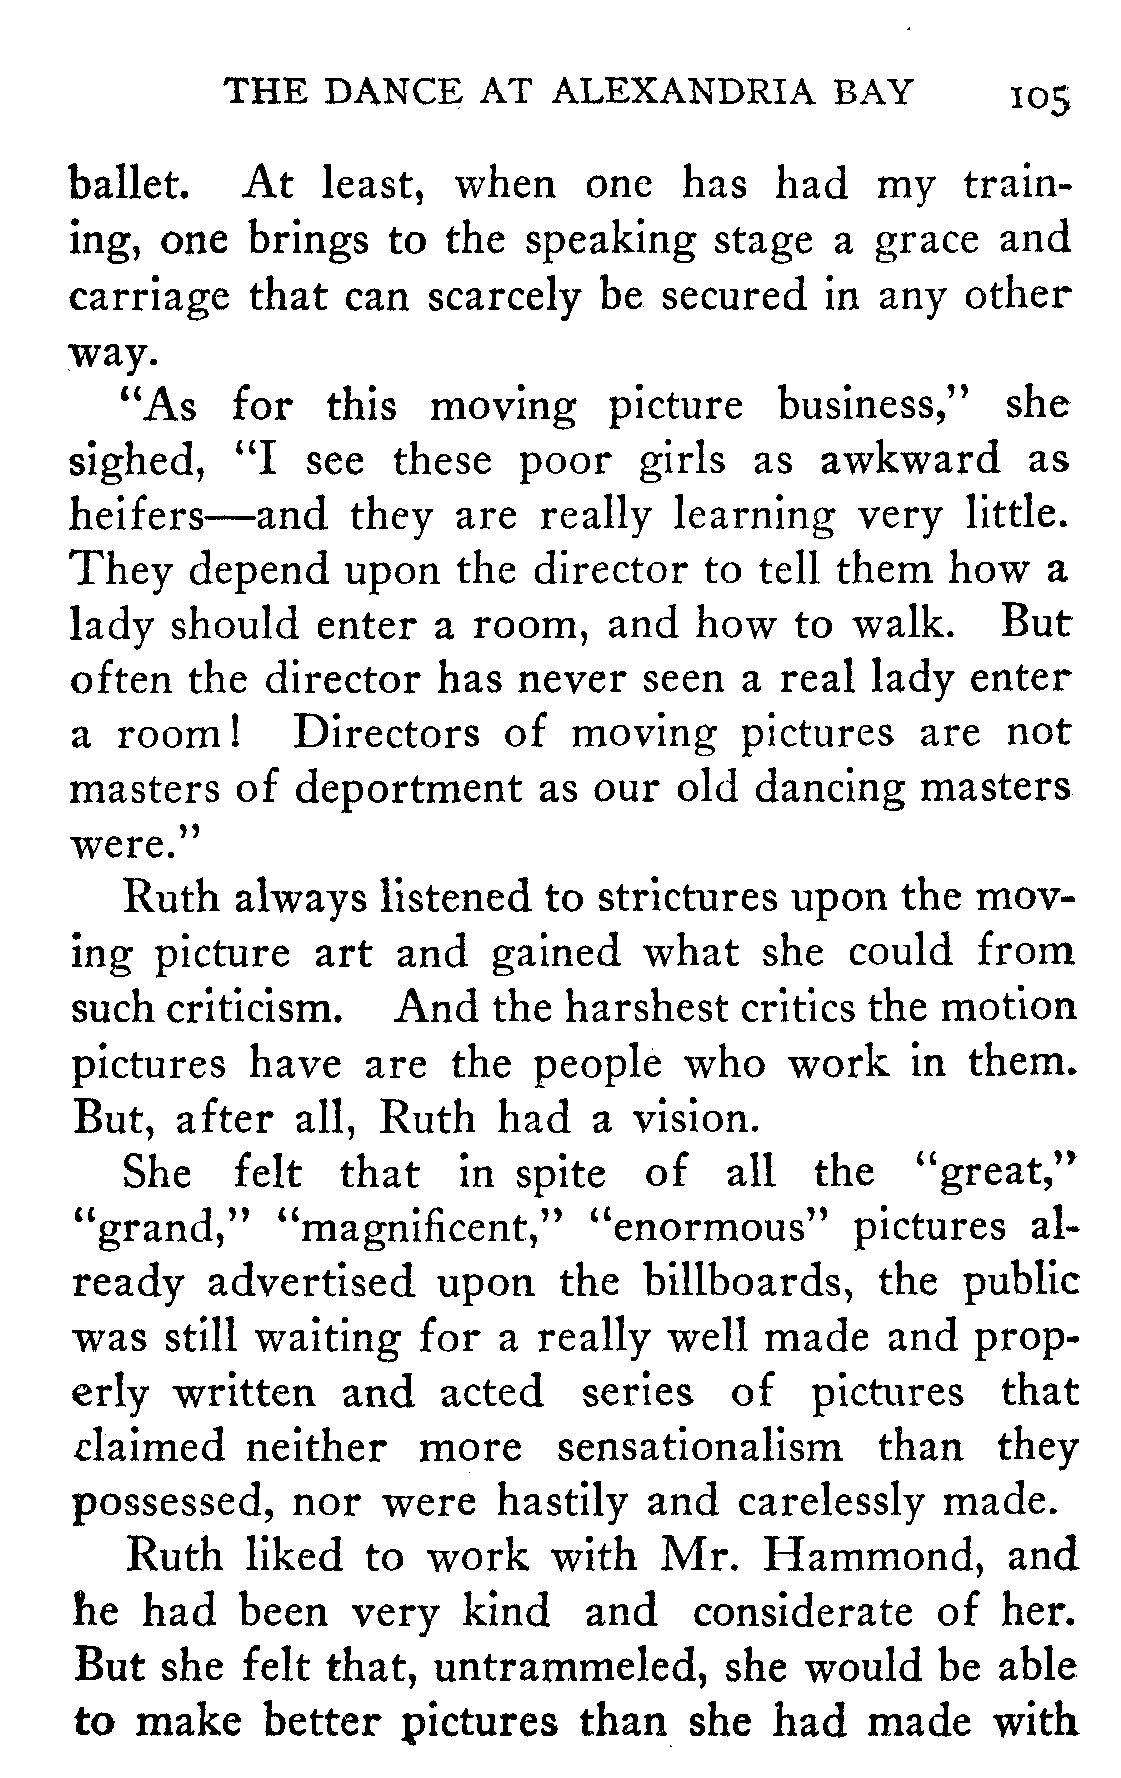 THE DANCE AT ALEXANDRIA BAY 105
ballet. At least, when one has had my train-
ing, one brings to the speaking stage a grace and
carriage that can scarcely be secured in any other
way.
"As for this moving picture business," she
sighed, "I see these poor girls as awkward as
heifers—and they are really learning very little.
They depend upon the director to tell them how a
lady should enter a room, and how to walk. But
often the director has never seen a real lady enter
a room! Directors of moving pictures are not
masters of deportment as our old dancing masters
were."
Ruth always listened to strictures upon the mov-
ing picture art and gained what she could from
such criticism. And the harshest critics the motion
pictures have are the people who work in them.
But, after all, Ruth had a vision.
She felt that in spite of all the "great,"
"grand," "magnificent," "enormous" pictures al-
ready advertised upon the billboards, the public
was still waiting for a really well made and prop-
erly written and acted series of pictures that
claimed neither more sensationalism than they
possessed, nor were hastily and carelessly made.
Ruth liked to work with Mr. Hammond, and
he had been very kind and considerate of her.
But she felt that, untrammeled, she would be able
to make better pictures than she had made with